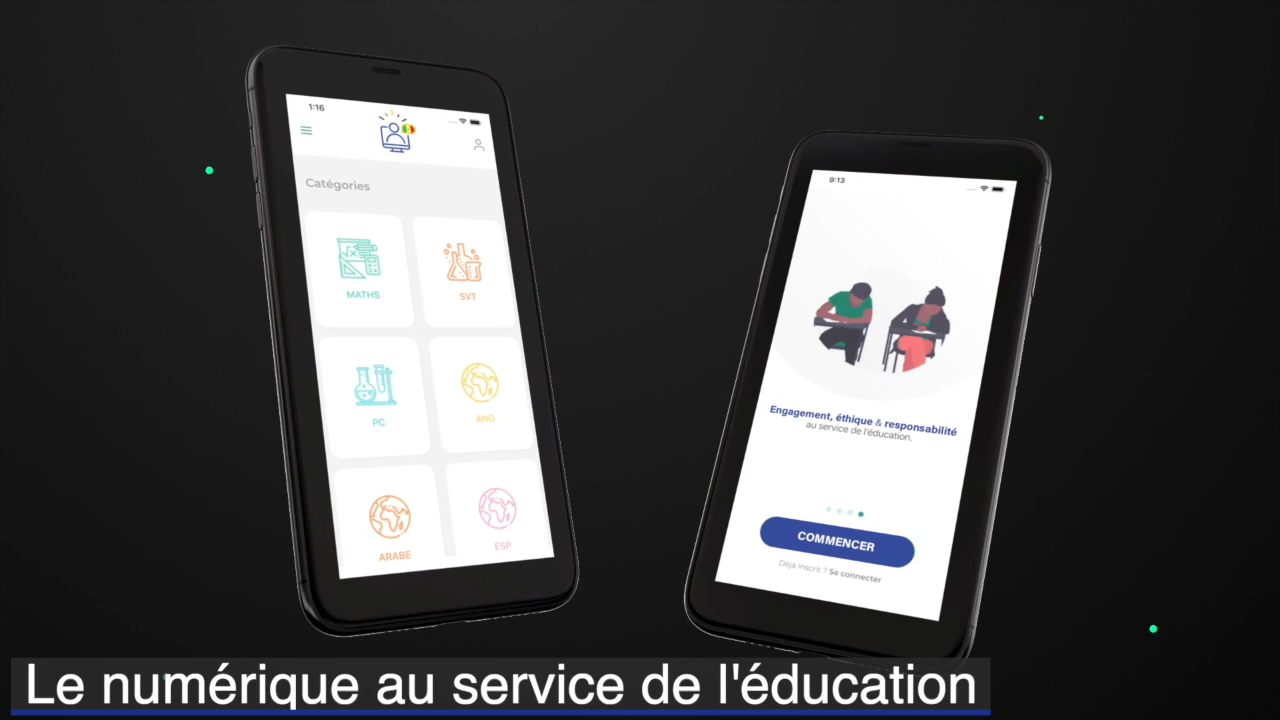 1:16
Catégories
MATHS
SVT
PC
ANG
ARABE
ESP
9:13
Engagement, éthique & responsabilité
au service de l'éducation.
COMMENCER
Déjà inscrit ? Se connecter
Le numérique au service de l'éducation